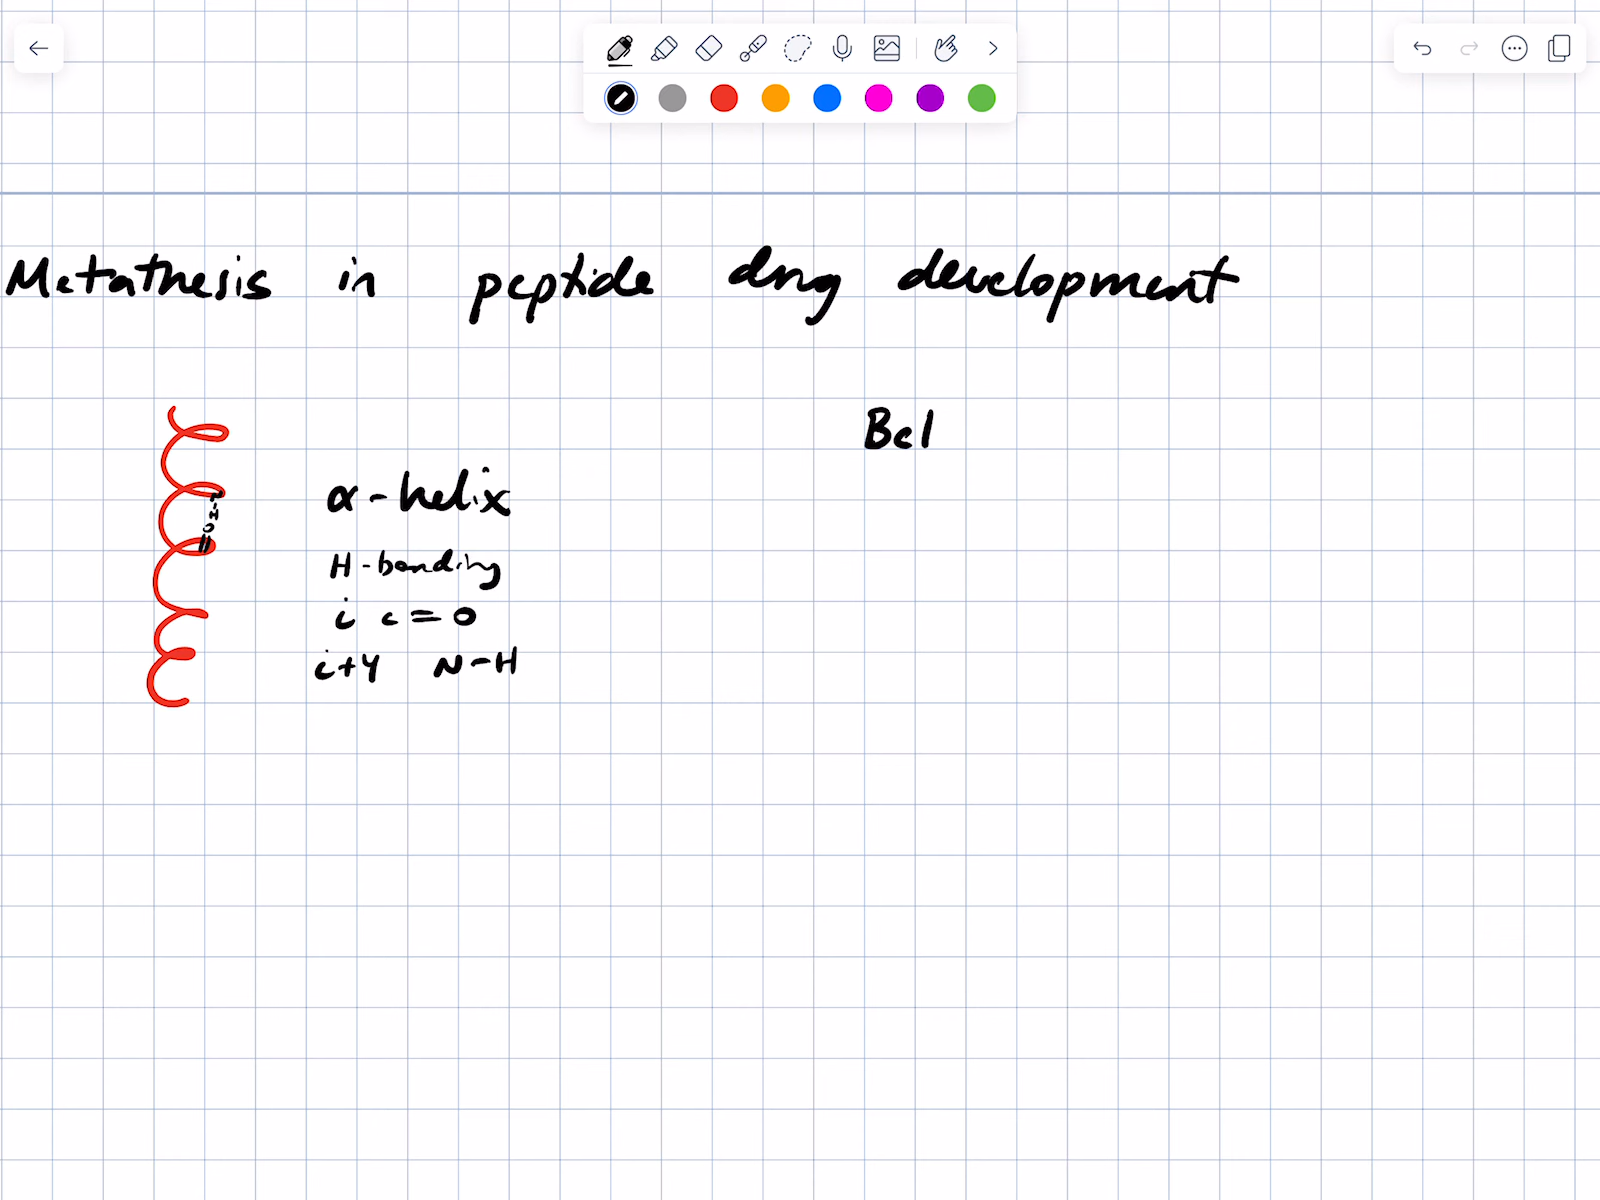 Metathesis in peptide drug development
Bcl
α-helix
N-H
O
H-bonding
i c=o
i+4 N-H